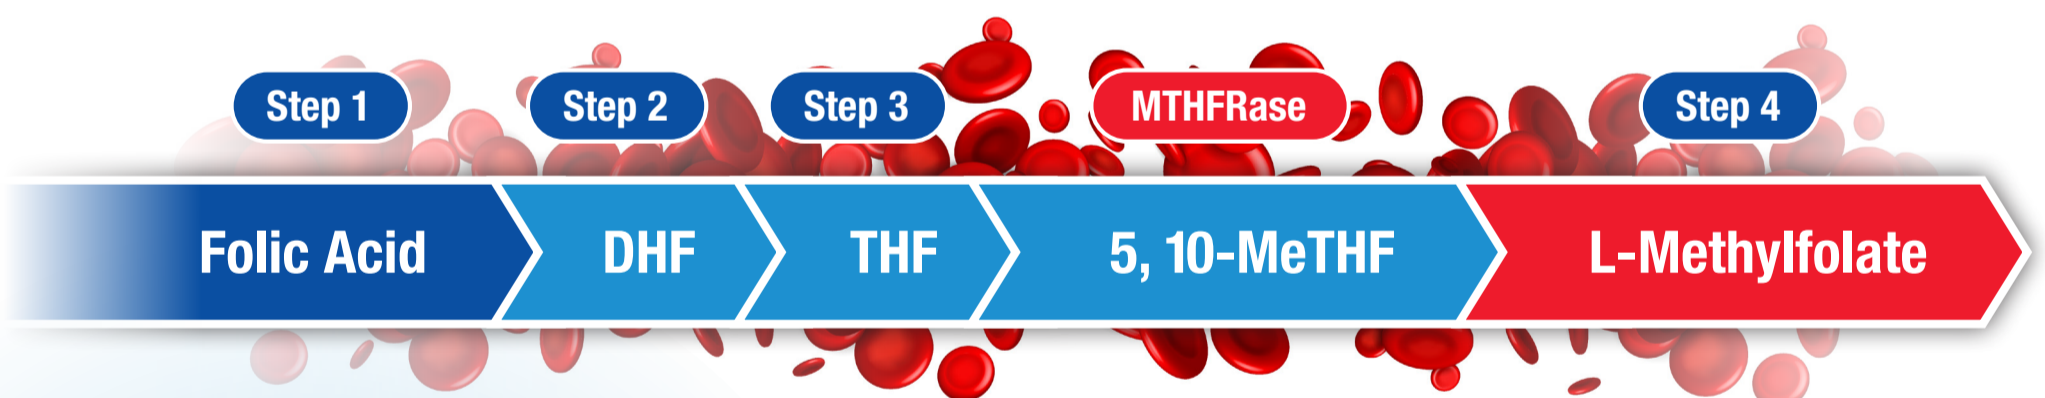 Step 1
Step 2
Step 3
MTHFRase
Step 4
Folic Acid
DHF
THF
5, 10-MeTHF
L-Methylfolate